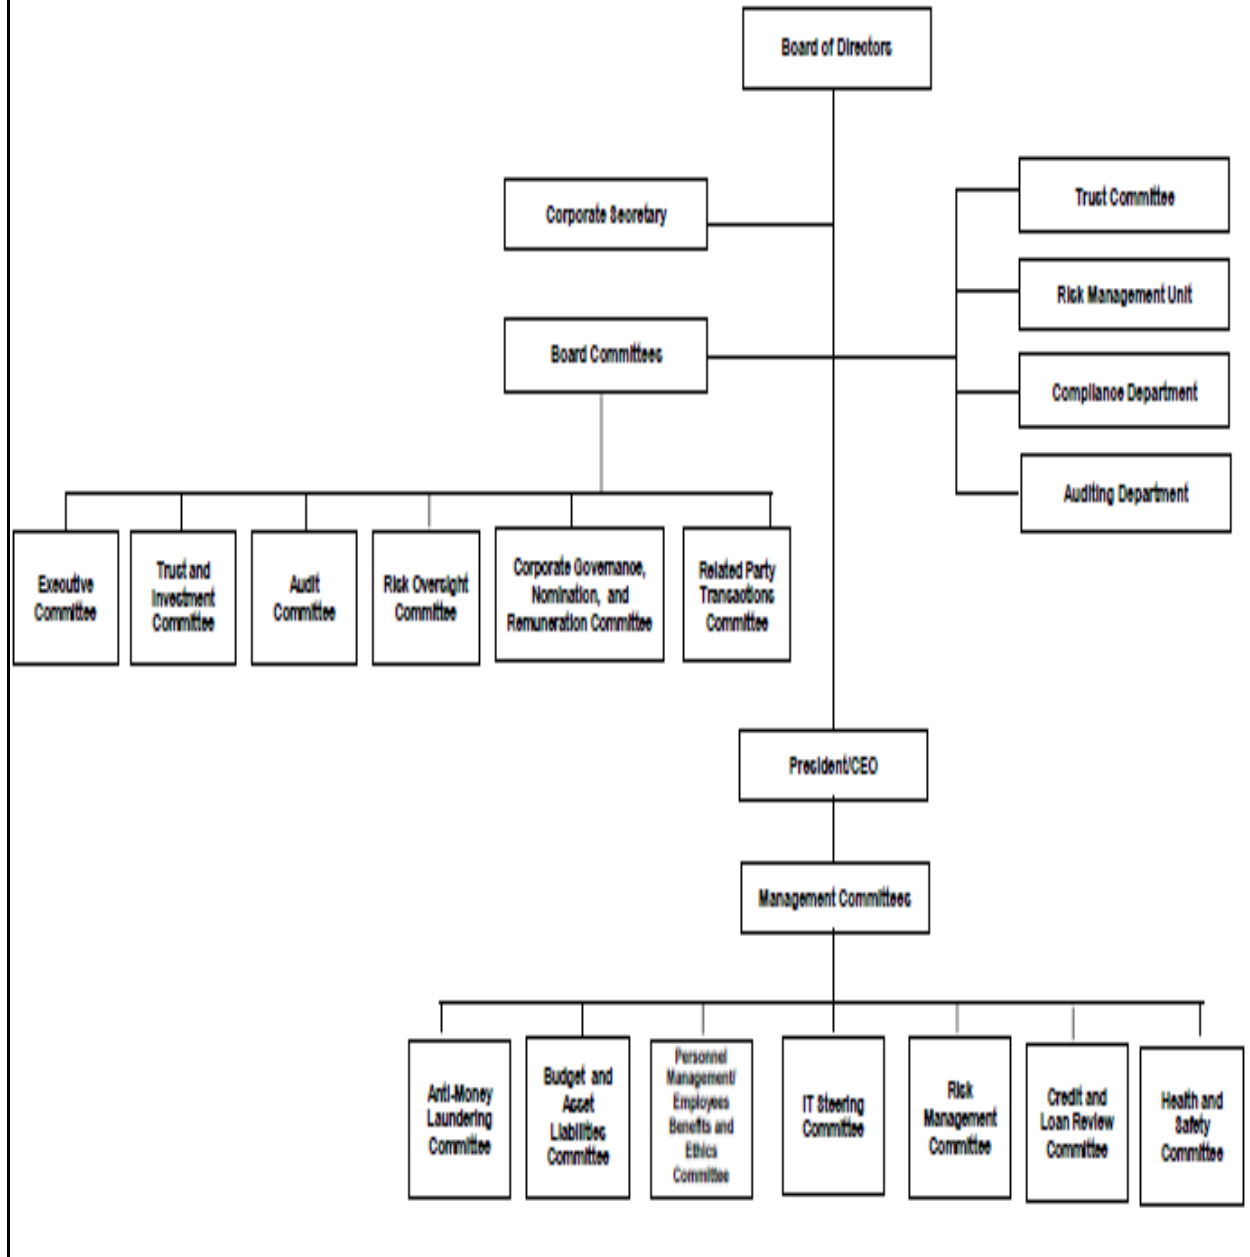 Board of Directors
Corporate Secretary
Trust Committee
Risk Management Unit
Board Committees
Compliance Department
Auditing Department
Executive
Committee
Trust and
Investment
Committee
Audit
Committee
Risk Oversight
Committee
Corporate Governance,
Nomination, and
Remuneration Committee
Related Party
Transactions
Committee
President/CEO
Management Committees
Anti-Money
Laundering
Committee
Budget and
Asset
Liabilities
Committee
Personnel
Management/
Employees
Benefits and
Ethics
Committee
IT Steering
Committee
Risk
Management
Committee
Credit and
Loan Review
Committee
Health and
Safety
Committee